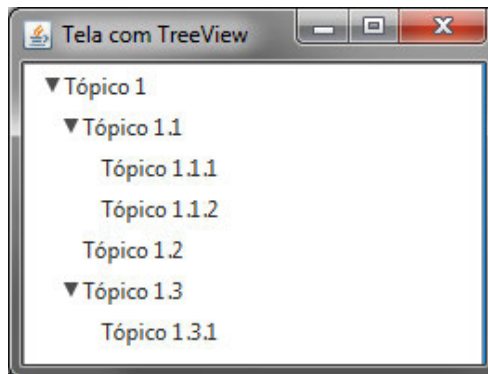 Tela com TreeView
Tópico 1
Tópico 1.1
Tópico 1.1.1
Tópico 1.1.2
Tópico 1.2
Tópico 1.3
Tópico 1.3.1